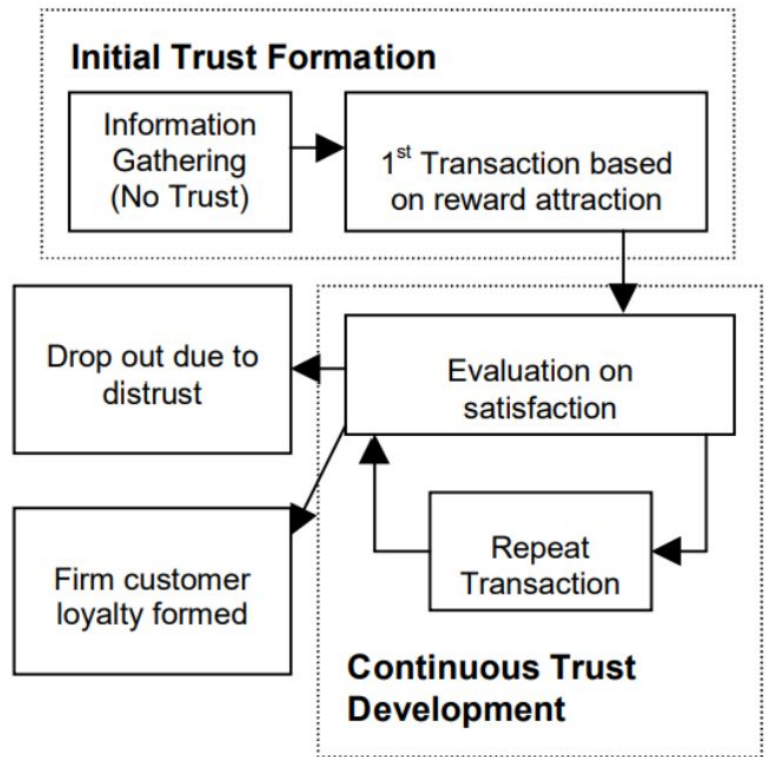 Initial Trust Formation
Information
Gathering
(No Trust)
1st Transaction based
on reward attraction
Drop out due to
distrust
Evaluation on
satisfaction
Firm customer
loyalty formed
Repeat
Transaction
Continuous Trust
Development